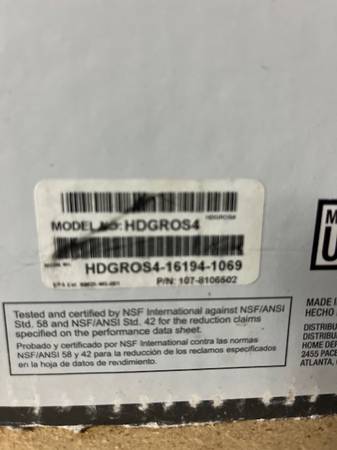 HDGROS4
MODEL NO: HDGROS4
HDGROS4-16194-1069
P/N: 107-8106502
Tested and certified by NSF International against NSF/ANSI
Std. 58 and NSF/ANSI Std. 42 for the reduction claims
specified on the performance data sheet.
Probado y certificado por NSF International contra las normas
NSF/ANSI 58 y 42 para la reducción de los reclamos especificados
en la hoja de datos de rendimiento.
M
U
MADE I
HECHO
DISTRIBU
DISTRIBU
HOME DEP
2455 PACE
ATLANTA,